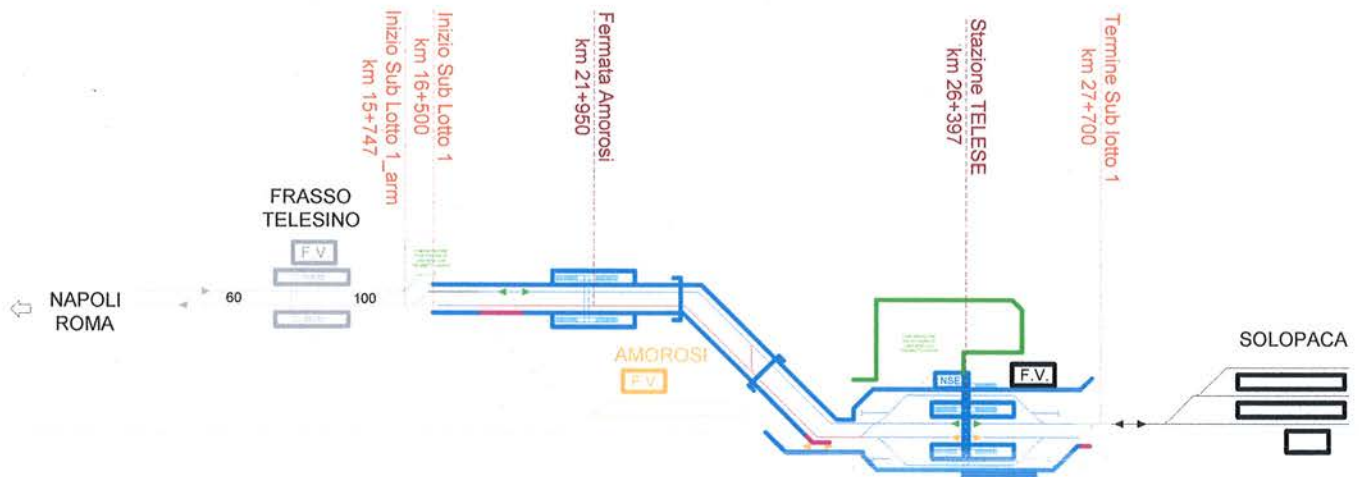 Inizio Sub Lotto 1_arm
km 15+747
Inizio Sub Lotto 1
km 16+500
Fermata Amorosi
km 21+950
Stazione TELESE
km 26+397
Termine Sub lotto 1
km 27+700
FRASSO
TELESINO
F.V
60
100
NAPOLI
ROMA
AMOROSI
F.V.
NSE
F.V.
SOLOPACA